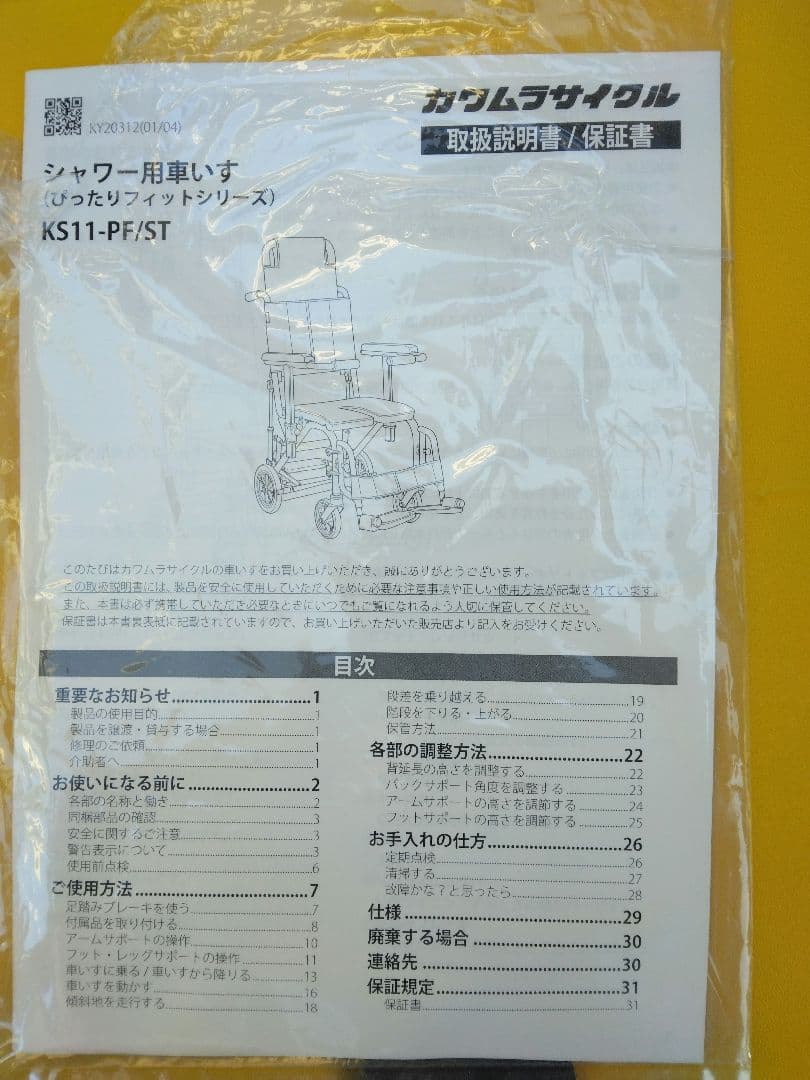 KY20312(01/04)
カワムラサイクル
取扱説明書/保証書
シャワー用車いす
(ぴったりフィットシリーズ)
KS11-PF/ST
このたびはカワムラサイクルの車いすをお買い上げいただき、誠にありがとうございます。
この取扱説明書には、製品を安全に使用していただくために必要な注意事項や正しい使用方法が記載されています。
また、本書は必ず携帯していただき必要なときにいつでもご覧になれるよう大切に保管してください。
保証書は本書裏表紙に記載されていますので、お買い上げいただいた販売店より記入をお受けください。
目次
重要なお知らせ 1
製品の使用目的 1
製品を譲渡・貸与する場合 1
修理のご依頼 1
介助者へ 1
お使いになる前に 2
各部の名称と働き 2
同梱部品の確認 3
安全に関するご注意 3
警告表示について 3
使用前点検 6
ご使用方法 7
足踏みブレーキを使う 7
付属品を取り付ける 8
アームサポートの操作 10
フット・レッグサポートの操作 11
車いすに乗る/車いすから降りる 13
車いすを動かす 16
傾斜地を走行する 18
段差を乗り越える 19
階段を下りる・上がる 20
保管方法 21
各部の調整方法 22
背延長の高さを調整する 22
バックサポート角度を調整する 23
アームサポートの高さを調節する 24
フットサポートの高さを調節する 25
お手入れの仕方 26
定期点検 26
清掃する 27
故障かな?と思ったら 28
仕様 29
廃棄する場合 30
連絡先 30
保証規定 31
保証書 31